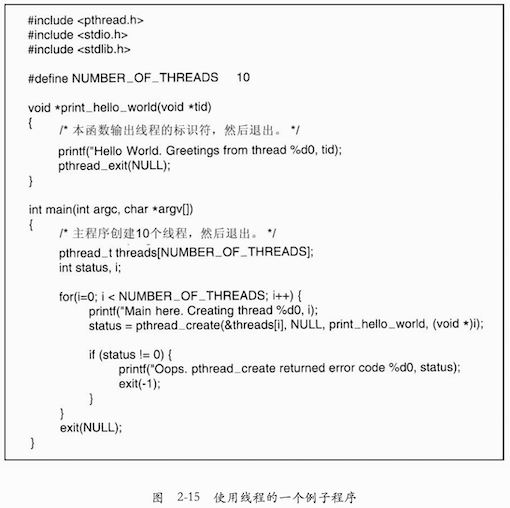 #include <pthread.h>
#include <stdio.h>
#include <stdlib.h>
#define NUMBER_OF_THREADS 10
void *print_hello_world(void *tid)
{
/* 本函数输出线程的标识符，然后退出。 */
printf("Hello World. Greetings from thread %d0, tid);
pthread_exit(NULL);
}
int main(int argc, char *argv[])
{
/* 主程序创建10个线程，然后退出。 */
pthread_t threads[NUMBER_OF_THREADS];
int status, i;
for(i=0; i < NUMBER_OF_THREADS; i++) {
printf("Main here. Creating thread %d0, i);
status = pthread_create(&threads[i], NULL, print_hello_world, (void *)i);
if (status != 0) {
printf("Oops. pthread_create returned error code %d0, status);
exit(-1);
}
}
exit(NULL);
}
图 2-15 使用线程的一个例子程序